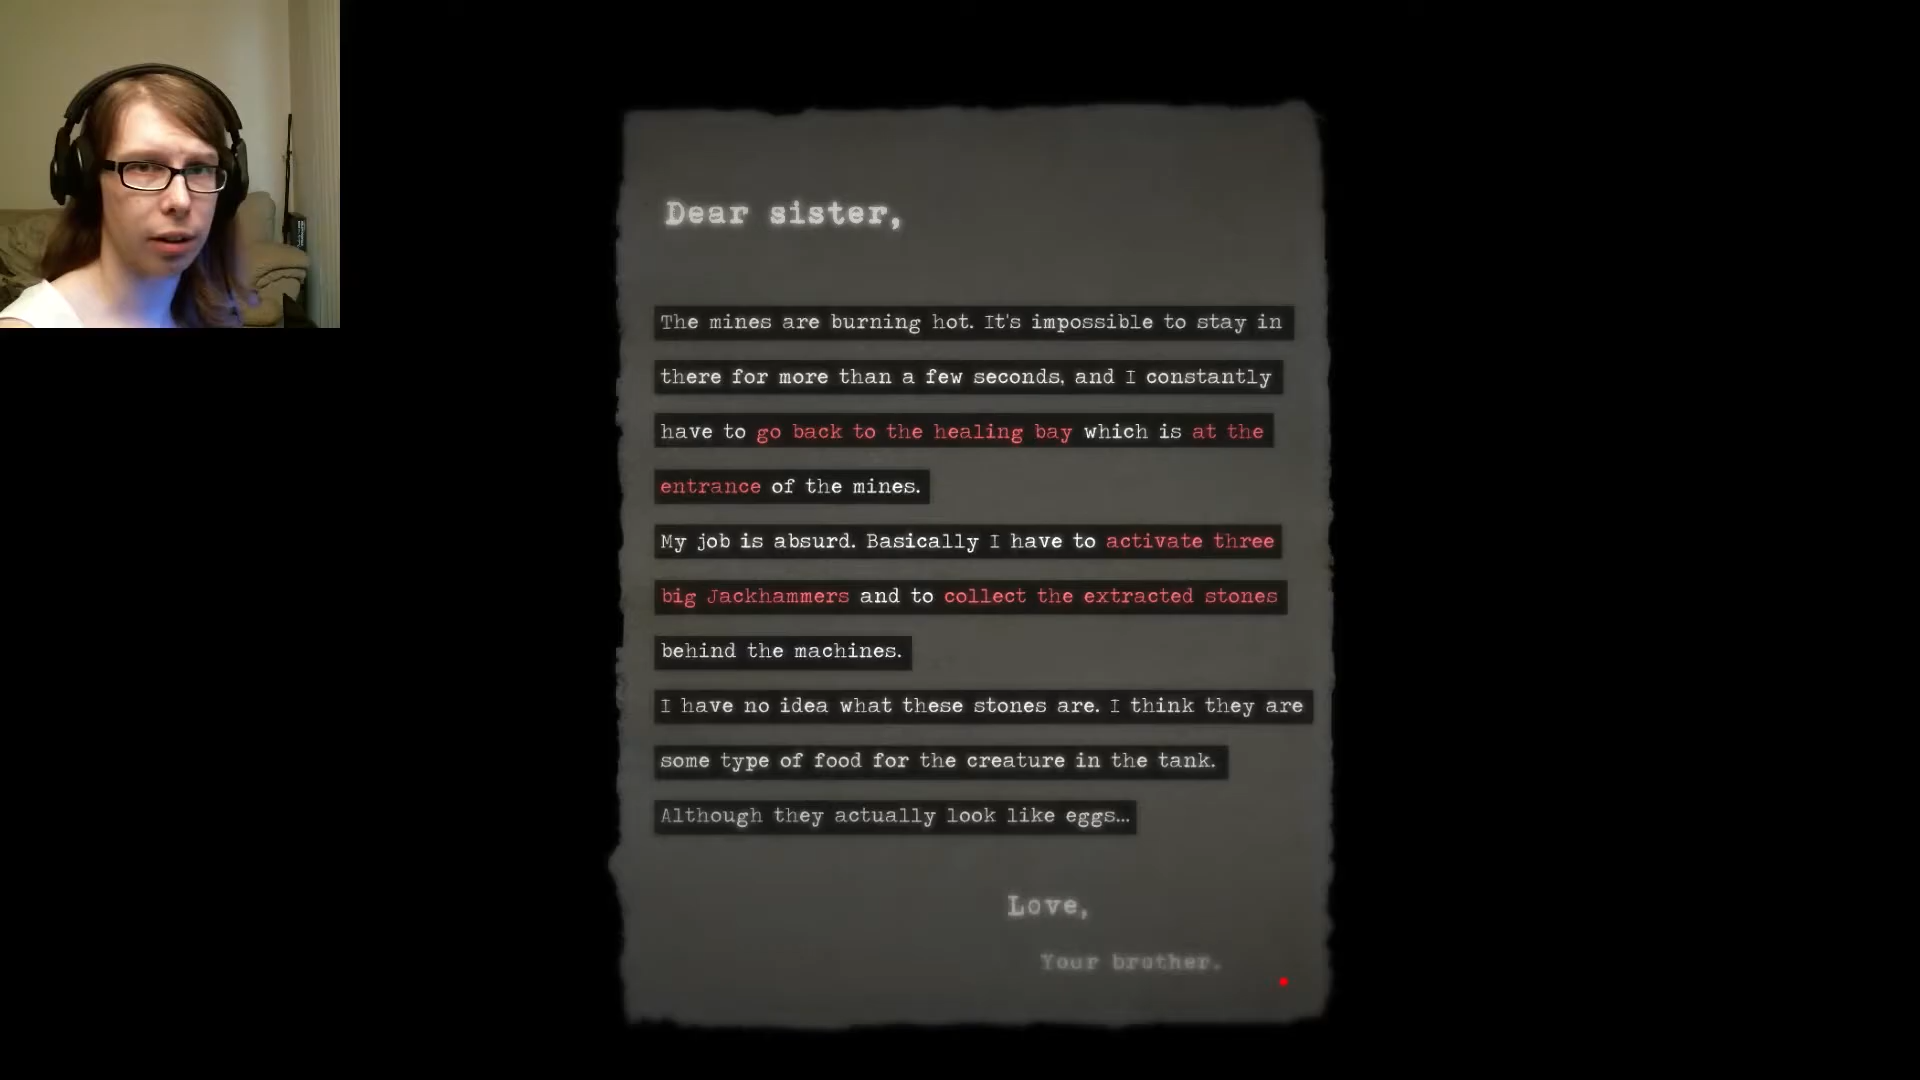 Dear sister,
The mines are burning hot. It's impossible to stay in
there for more than a few seconds, and I constantly
have to go back to the healing bay which is at the
entrance of the mines.
My job is absurd. Basically I have to activate three
big Jackhammers and to collect the extracted stones
behind the machines.
I have no idea what these stones are. I think they are
some type of food for the creature in the tank.
Although they actually look like eggs...
Love,
Your brother.